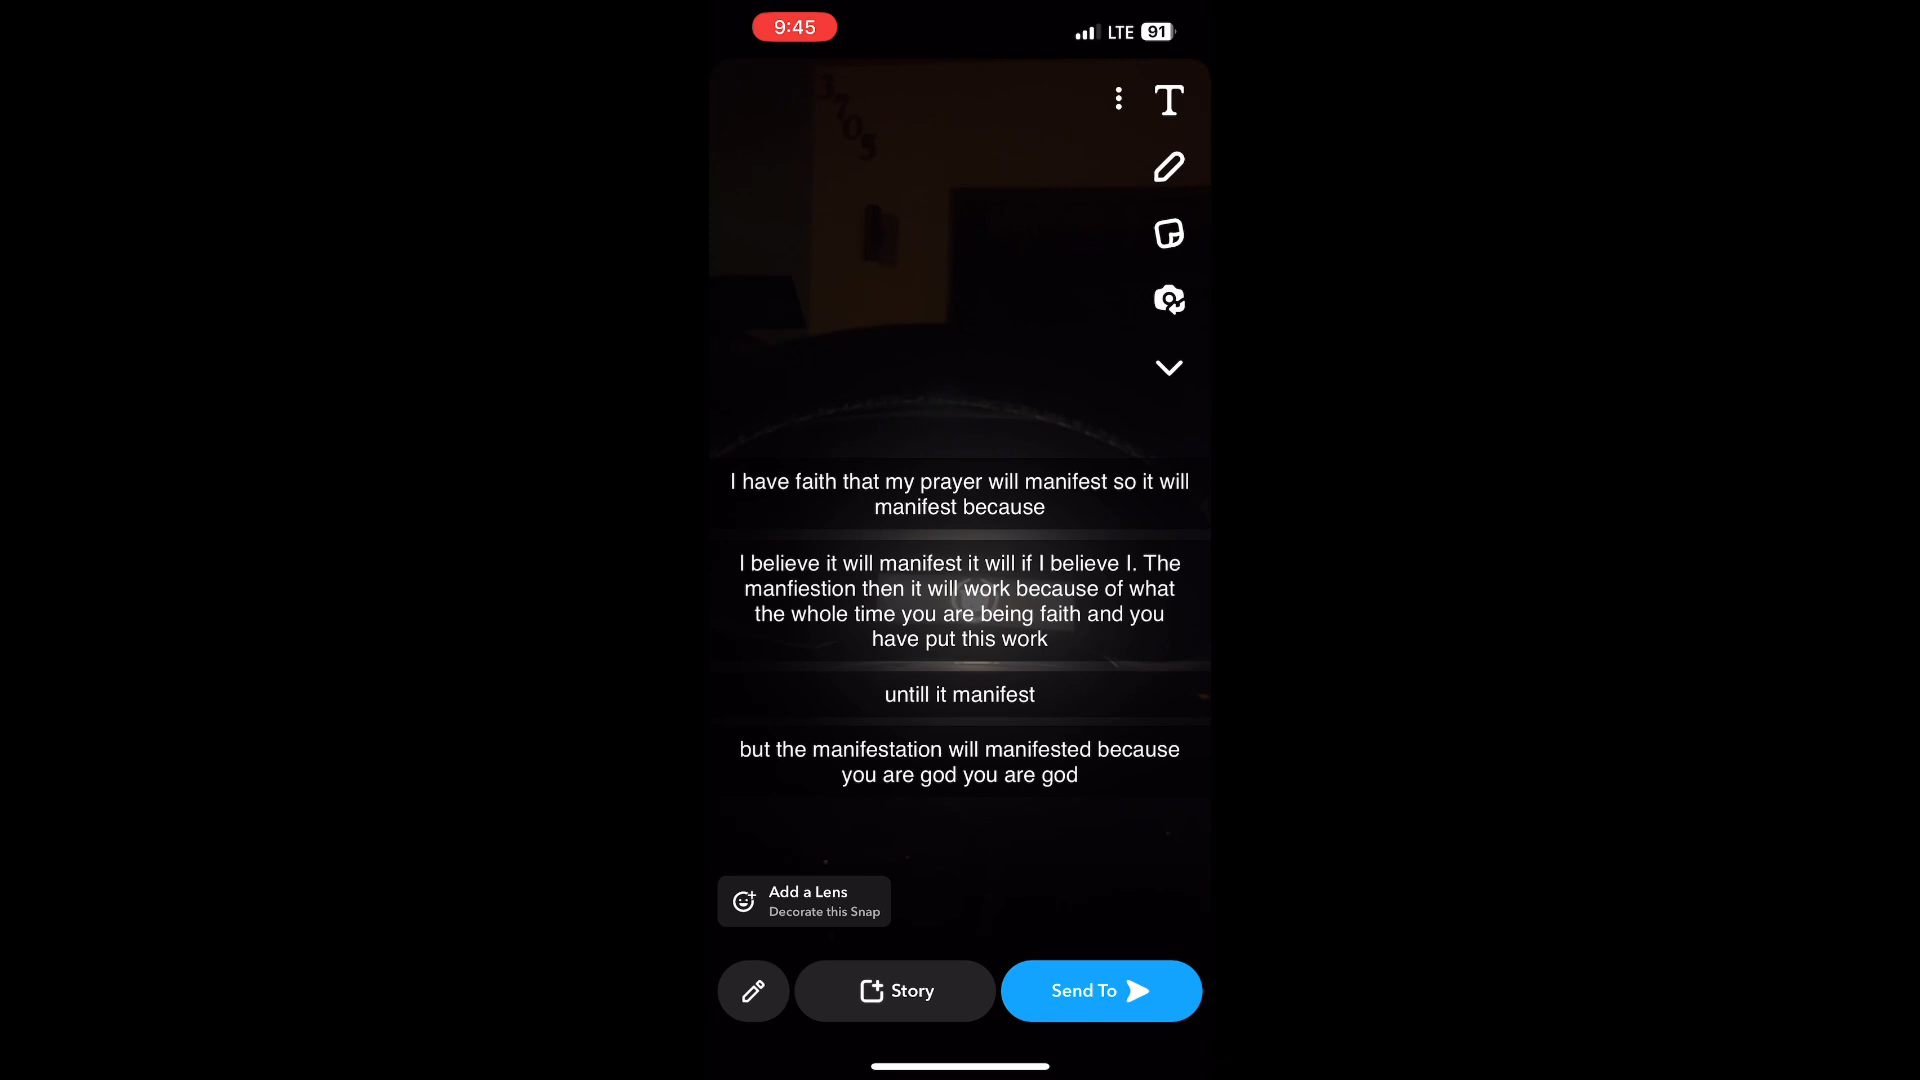 9:45
LTE 91
3705
T
I have faith that my prayer will manifest so it will
manifest because
I believe it will manifest it will if I believe I. The
manfiestion then it will work because of what
the whole time you are being faith and you
have put this work
untill it manifest
but the manifestation will manifested because
you are god you are god
Add a Lens
Decorate this Snap
Story
Send To